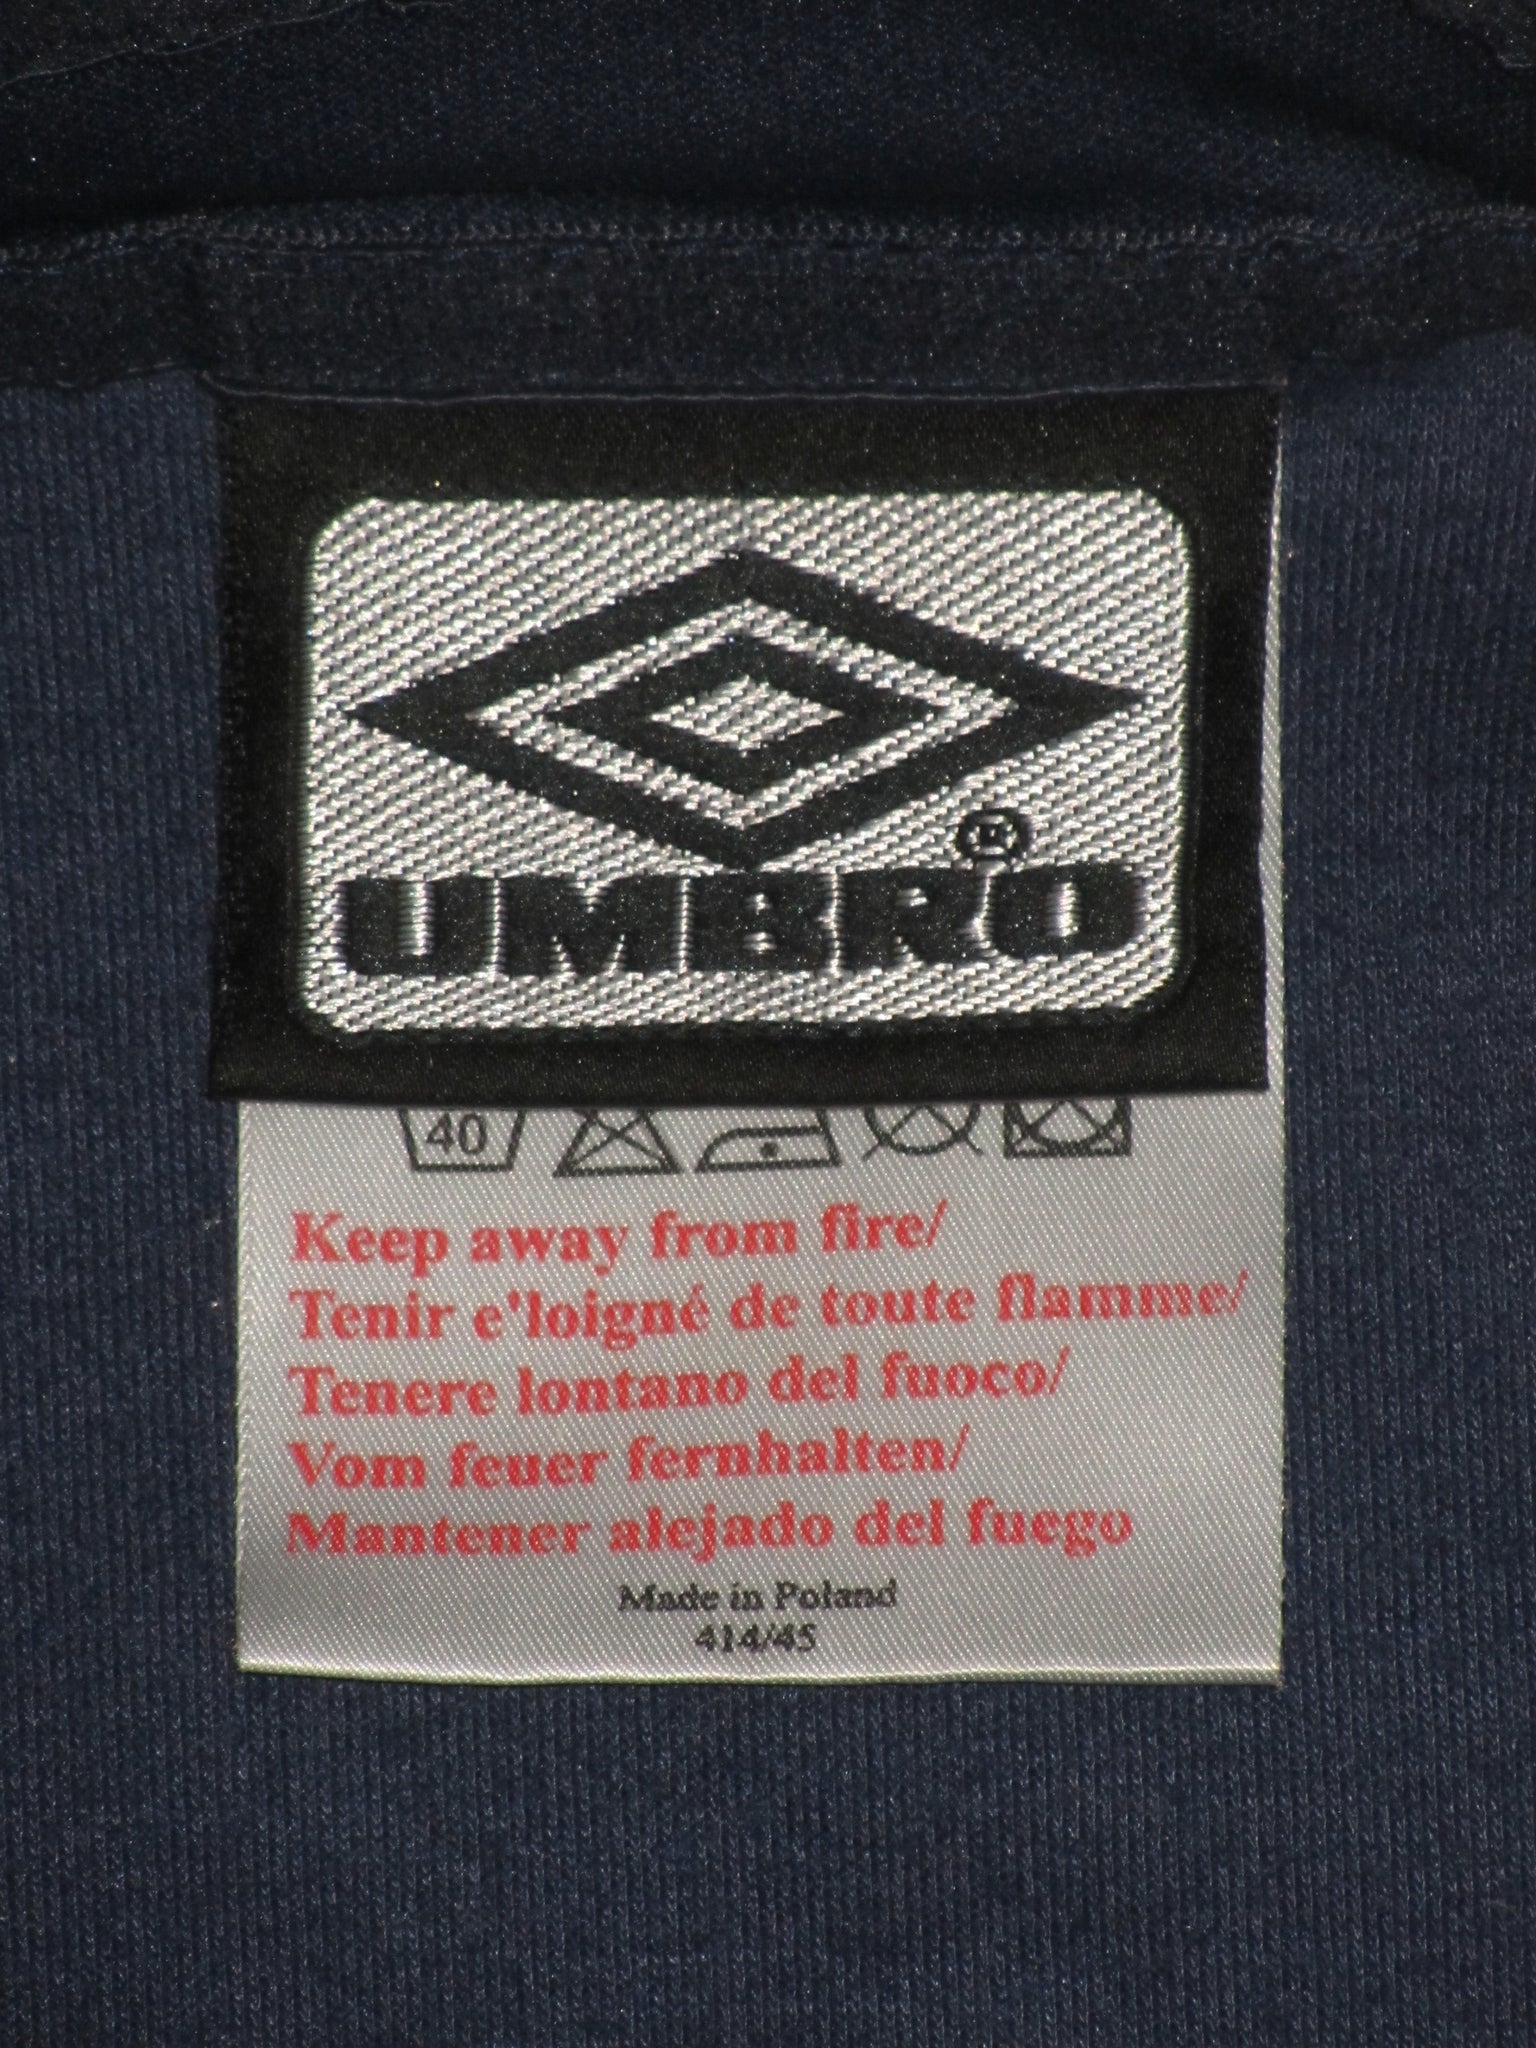 ®
UMBRO
40
Keep away from fire/
Tenir e'loigné de toute flamme/
Tenere lontano del fuoco/
Vom feuer fernhalten/
Mantener alejado del fuego
Made in Poland
414/45